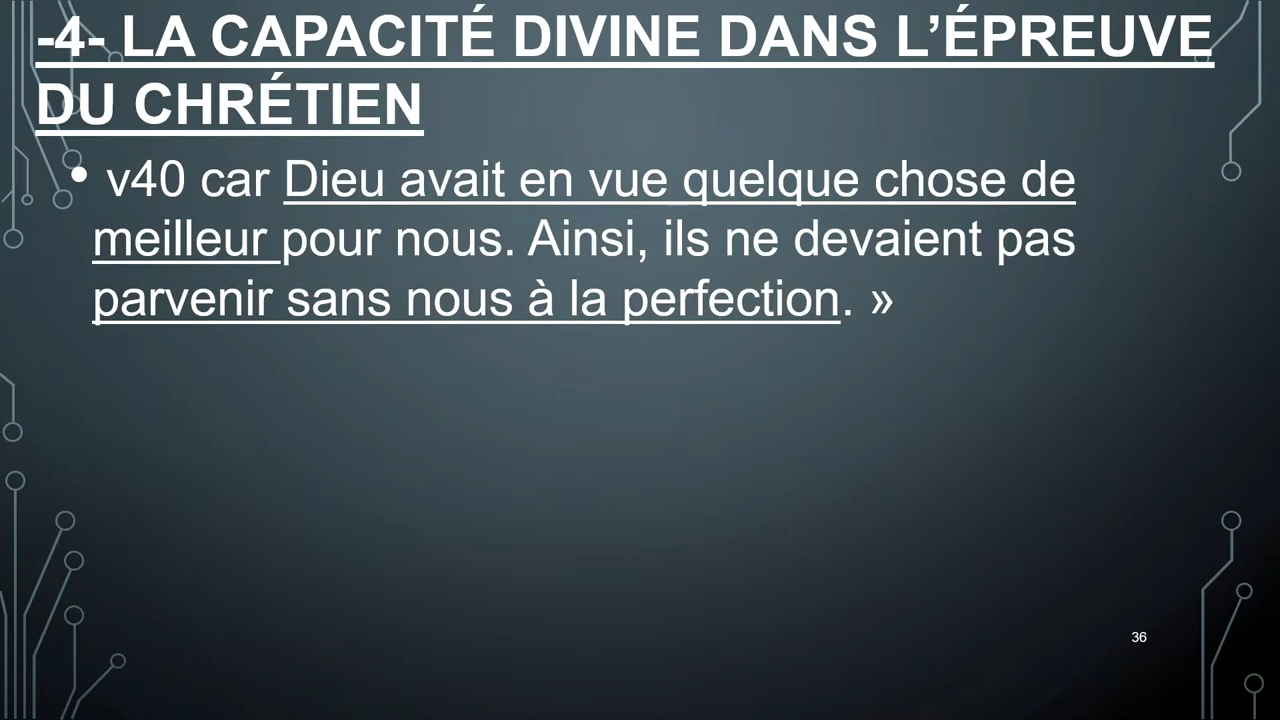 -4- LA CAPACITÉ DIVINE DANS L’ÉPREUVE
DU CHRÉTIEN
• v40 car Dieu avait en vue quelque chose de
meilleur pour nous. Ainsi, ils ne devaient pas
parvenir sans nous à la perfection. »
36